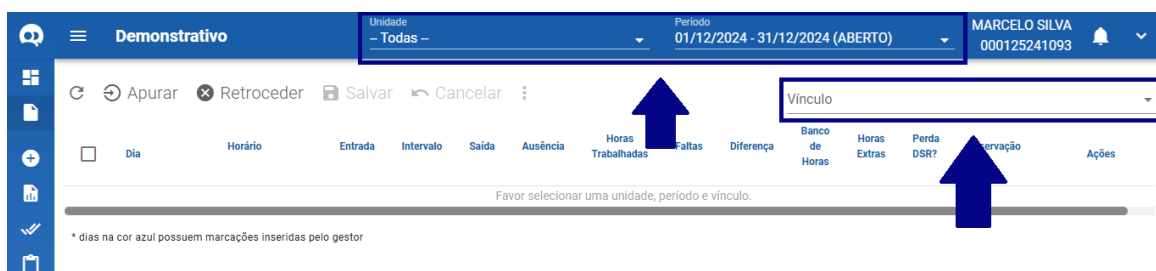 Demonstrativo
Unidade
-- Todas --
Período
01/12/2024 - 31/12/2024 (ABERTO)
MARCELO SILVA
000125241093
Apurar
Retroceder
Salvar
Cancelar
Vínculo
Dia
Horário
Entrada
Intervalo
Saída
Ausência
Horas
Trabalhadas
Faltas
Diferença
Banco
de
Horas
Horas
Extras
Perda
DSR?
Ações
Favor selecionar uma unidade, período e vínculo.
* dias na cor azul possuem marcações inseridas pelo gestor